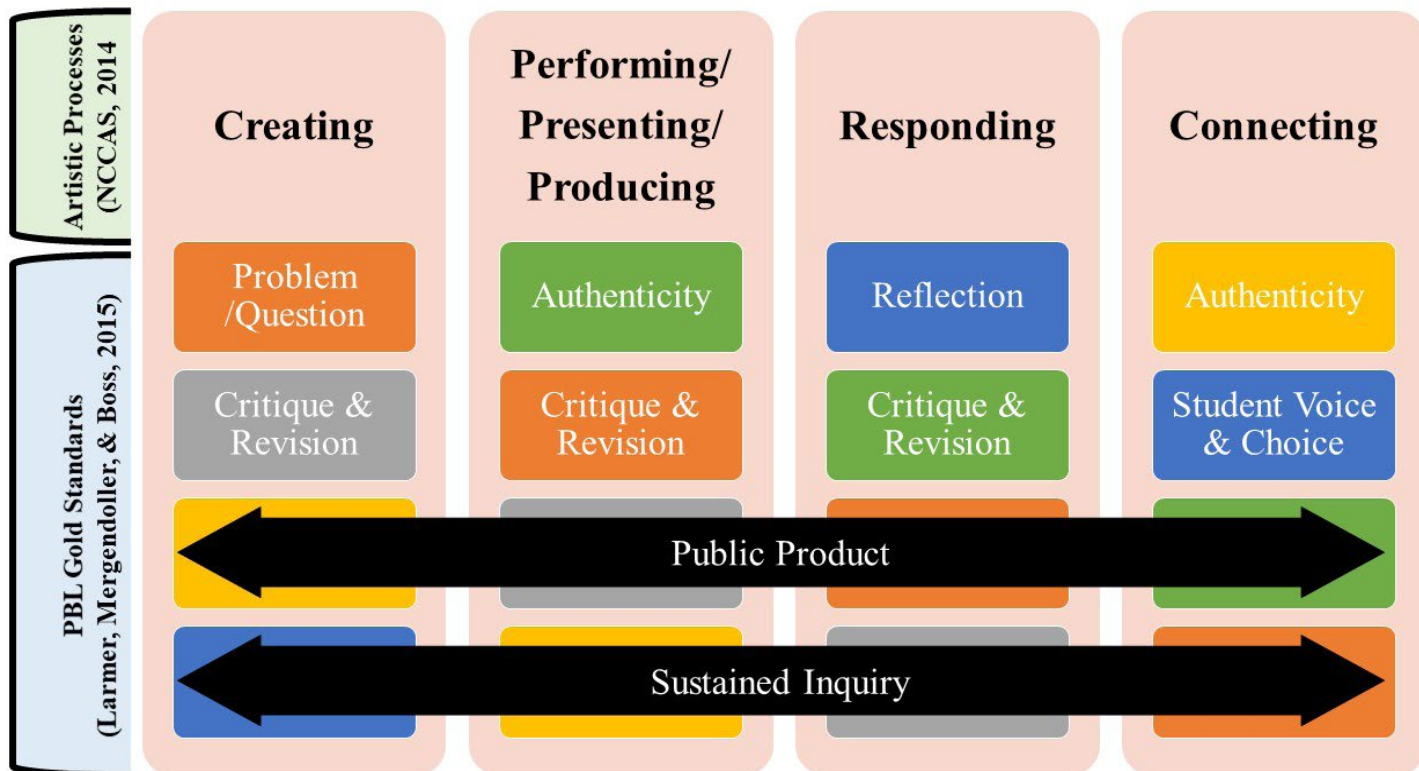 Artistic Processes
(NCCAS, 2014
Creating
Performing/
Presenting/
Producing
Responding
Connecting
PBL Gold Standards
(Larmer, Mergendoller, & Boss, 2015)
Problem
/Question
Authenticity
Reflection
Authenticity
Critique &
Revision
Critique &
Revision
Critique &
Revision
Student Voice
& Choice
Public Product
Sustained Inquiry